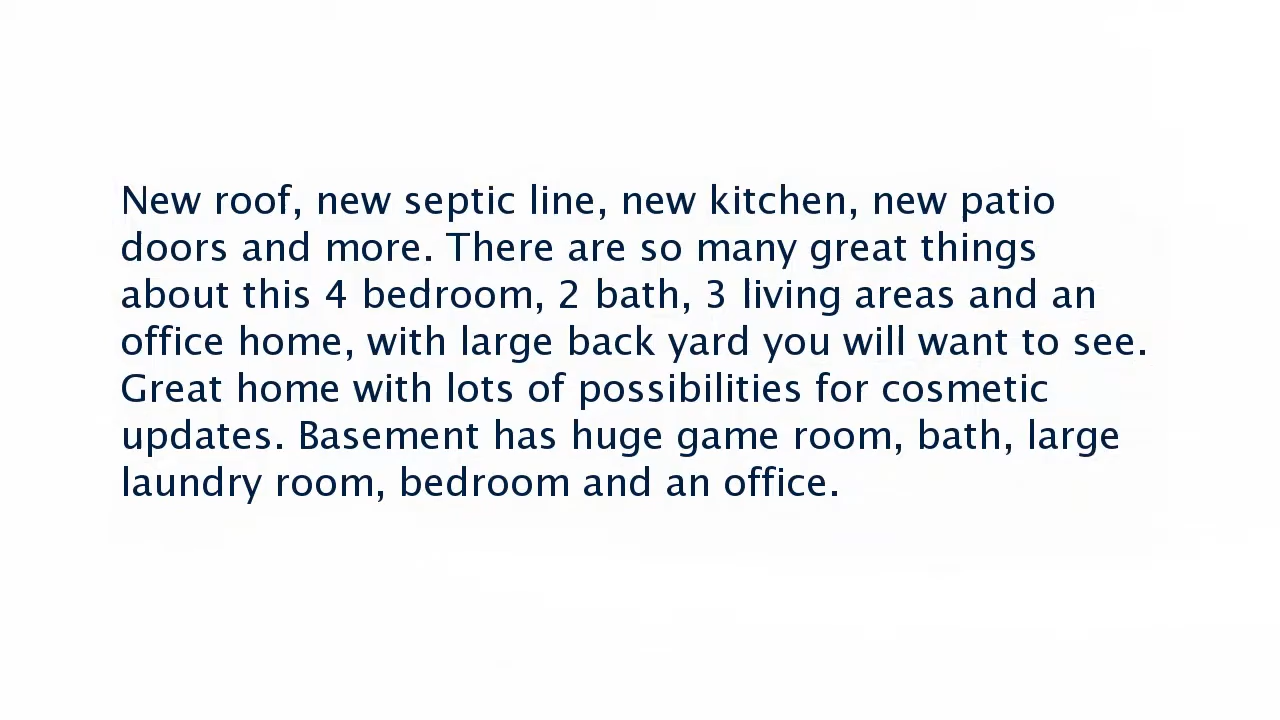 New roof, new septic line, new kitchen, new patio
doors and more. There are so many great things
about this 4 bedroom, 2 bath, 3 living areas and an
office home, with large back yard you will want to see.
Great home with lots of possibilities for cosmetic
updates. Basement has huge game room, bath, large
laundry room, bedroom and an office.